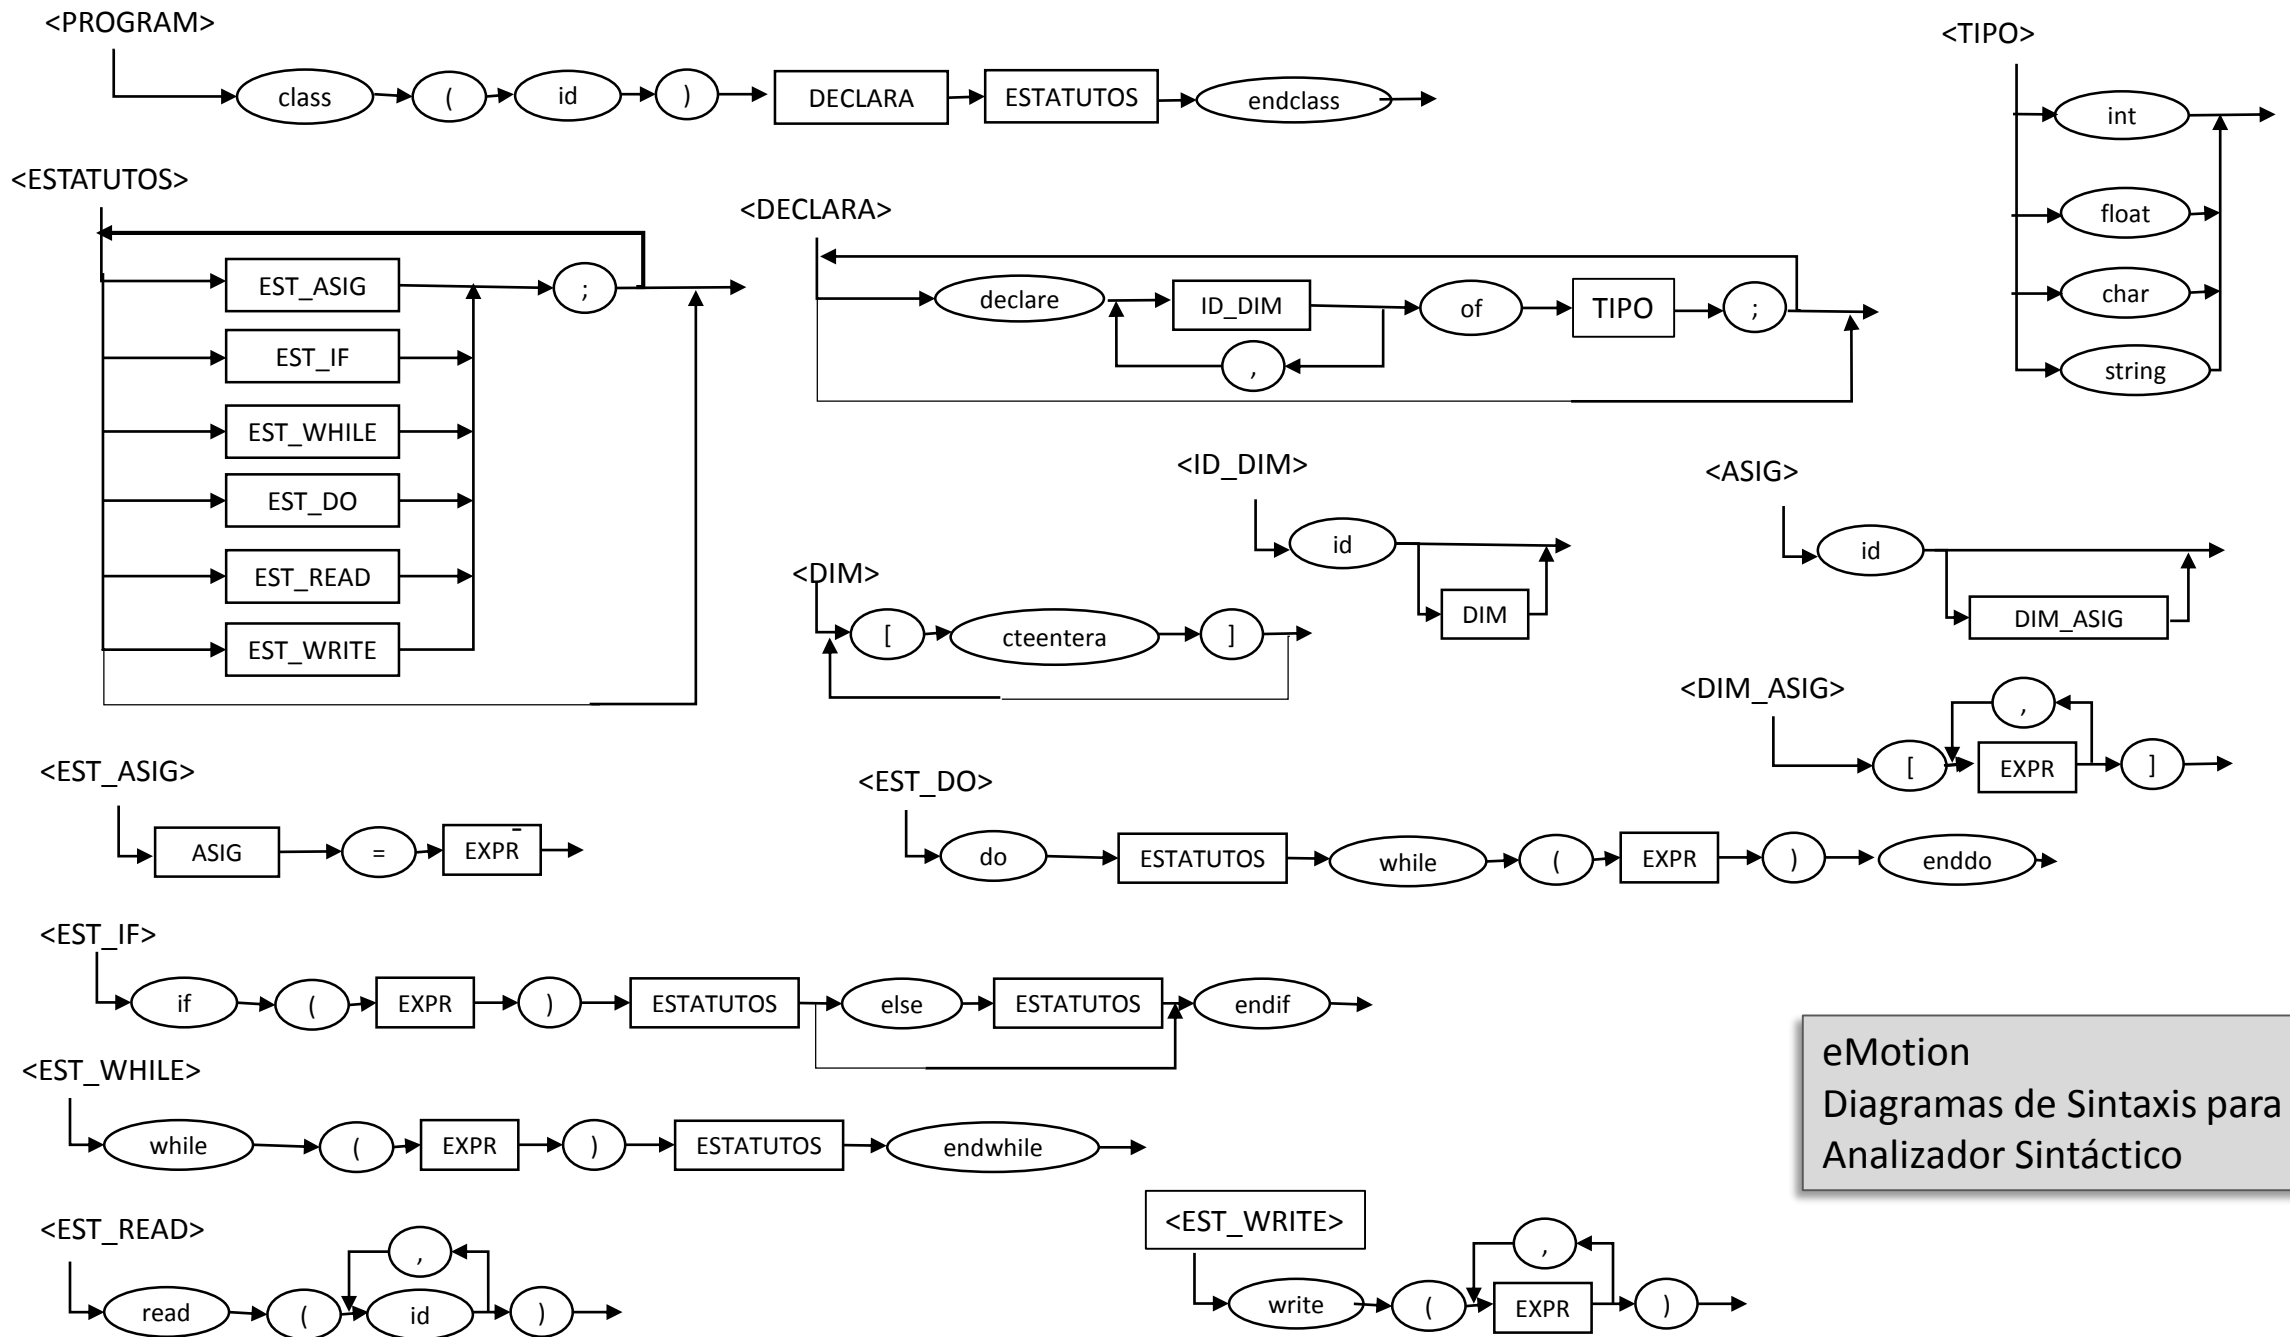 <PROGRAM>
class ( id ) DECLARA ESTATUTOS endclass
<TIPO>
int
float
char
string
<ESTATUTOS>
EST_ASIG ;
EST_IF
EST_WHILE
EST_DO
EST_READ
EST_WRITE
<DECLARA>
declare ID_DIM of TIPO ;
,
<ID_DIM>
id
DIM
<ASIG>
id
DIM_ASIG
<DIM>
[ cteentera ]
<DIM_ASIG>
,
[ EXPR ]
<EST_ASIG>
ASIG = EXPR
<EST_DO>
do ESTATUTOS while ( EXPR ) enddo
<EST_IF>
if ( EXPR ) ESTATUTOS else ESTATUTOS endif
<EST_WHILE>
while ( EXPR ) ESTATUTOS endwhile
eMotion
Diagramas de Sintaxis para
Analizador Sintáctico
<EST_READ>
,
read ( id )
<EST_WRITE>
,
write ( EXPR )